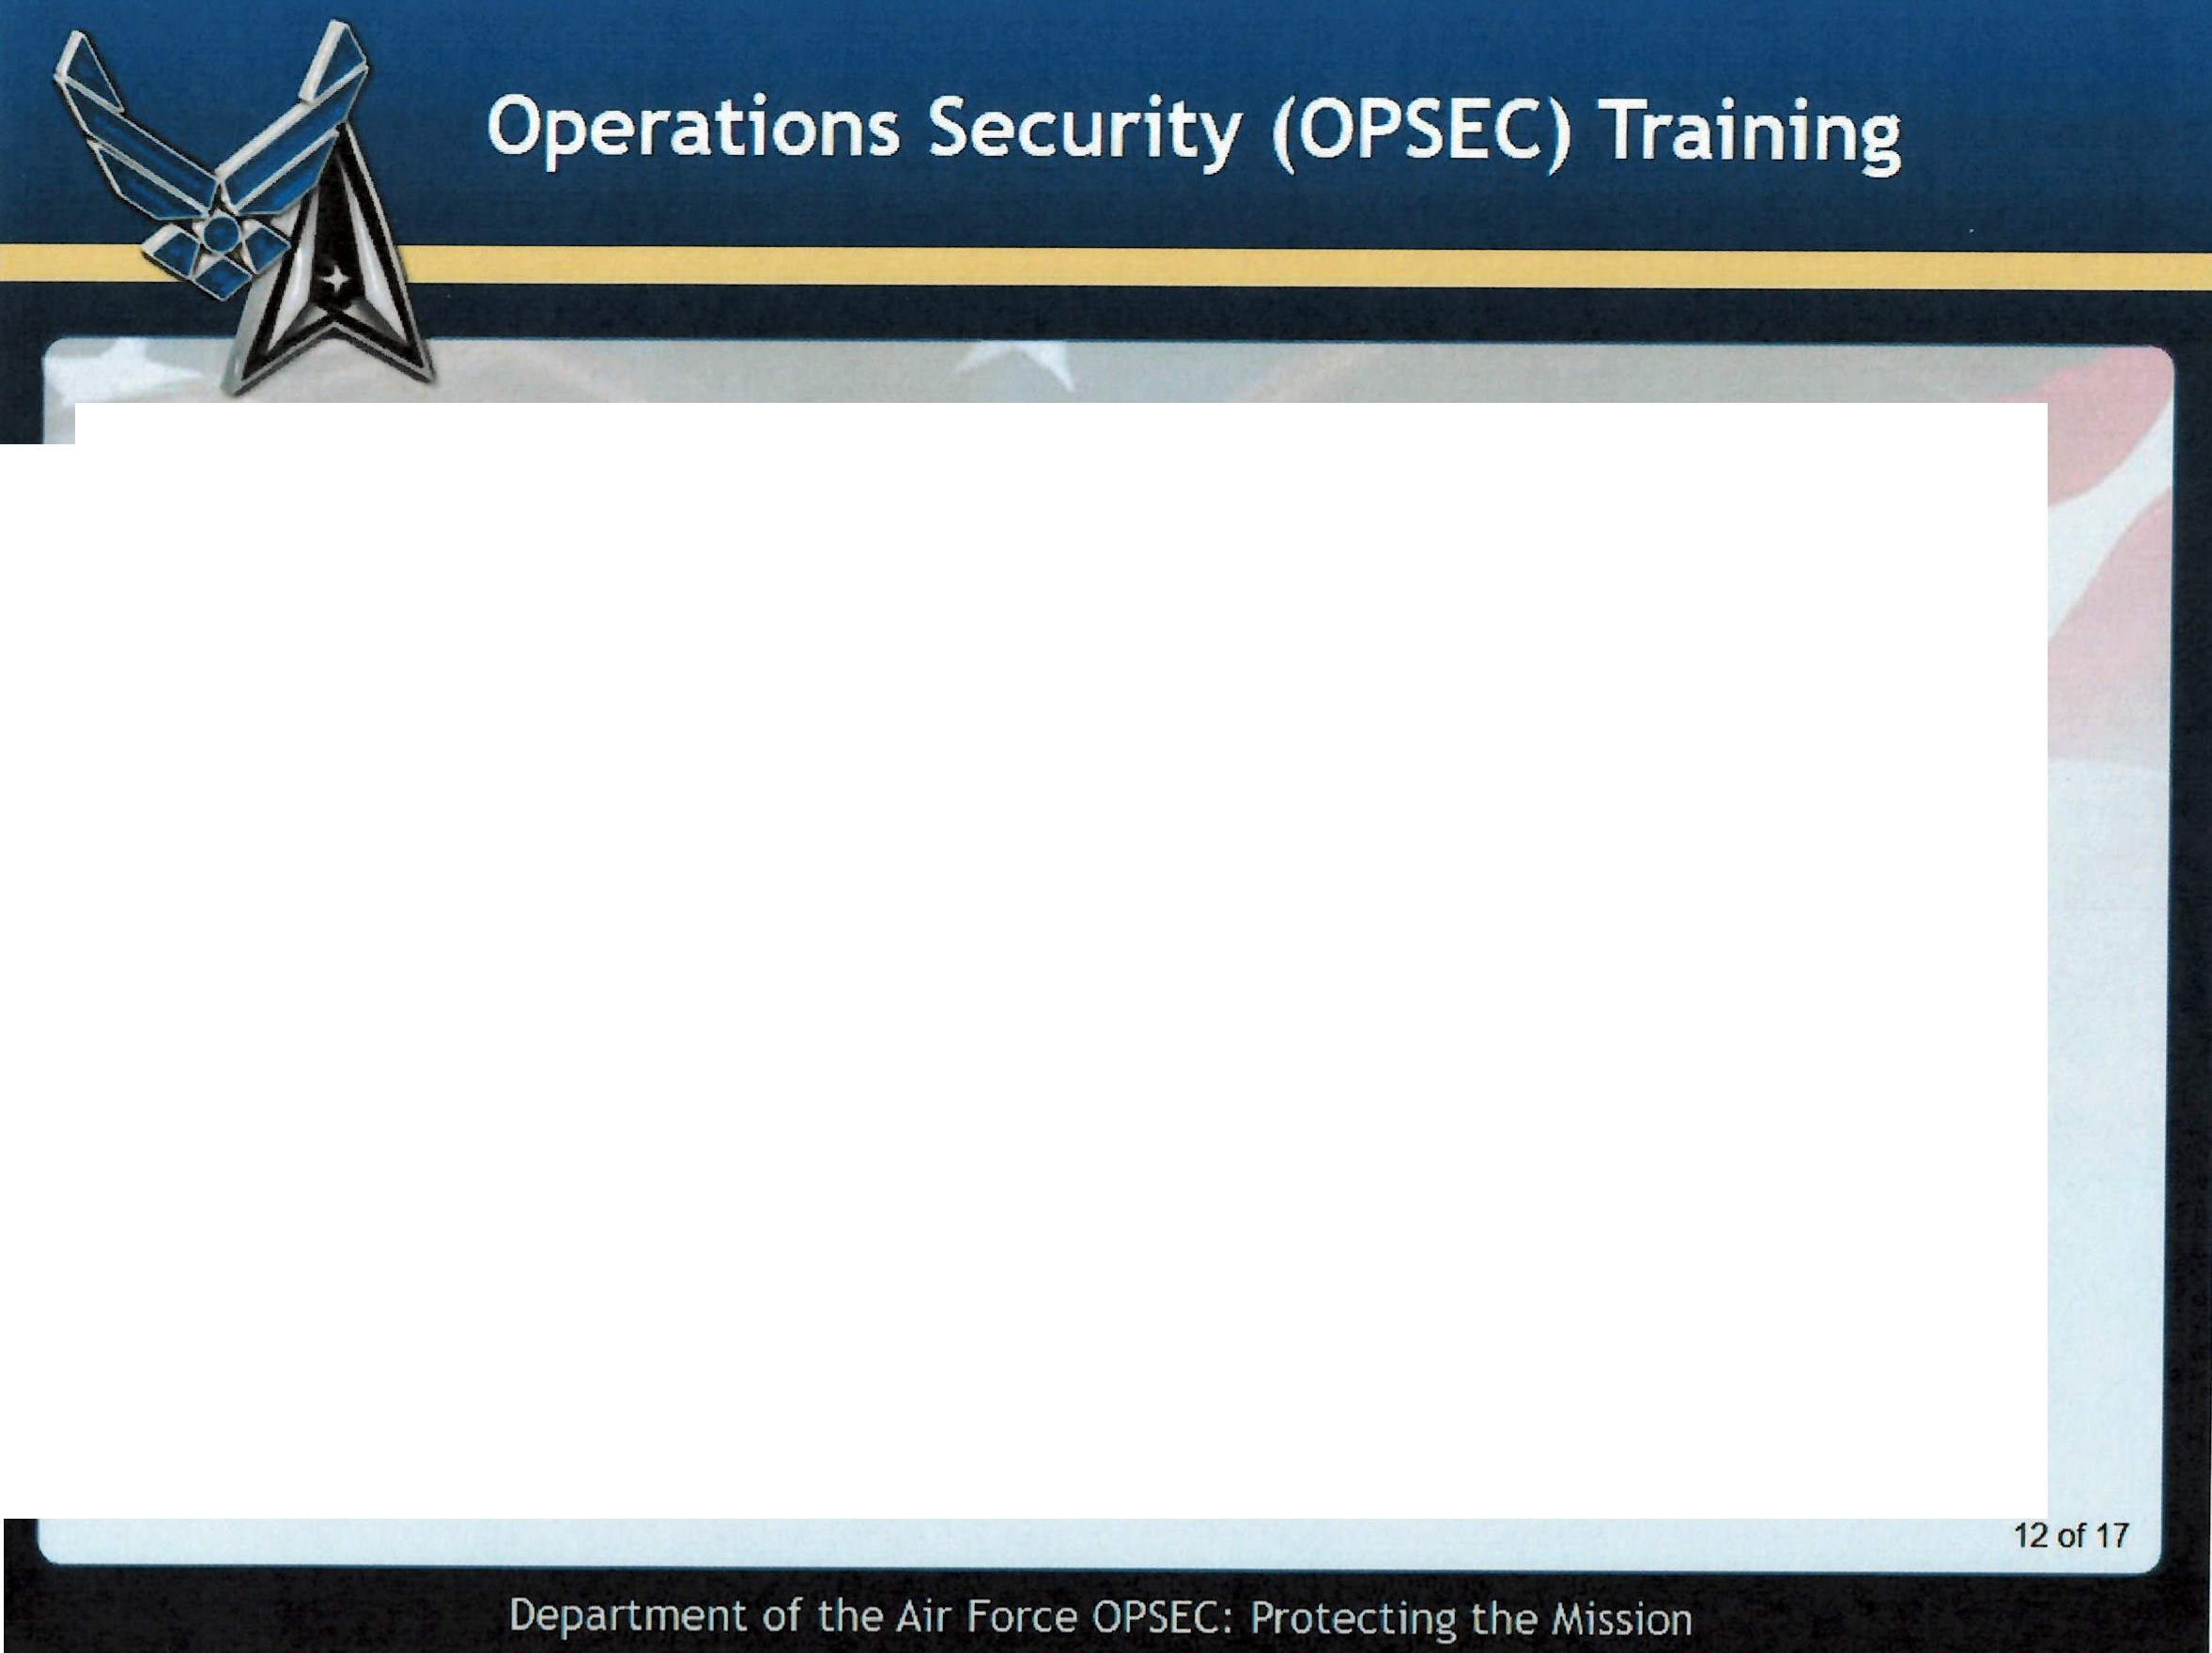 Operations Security (OPSEC) Training
12 of 17
Department of the Air Force OPSEC: Protecting the Mission